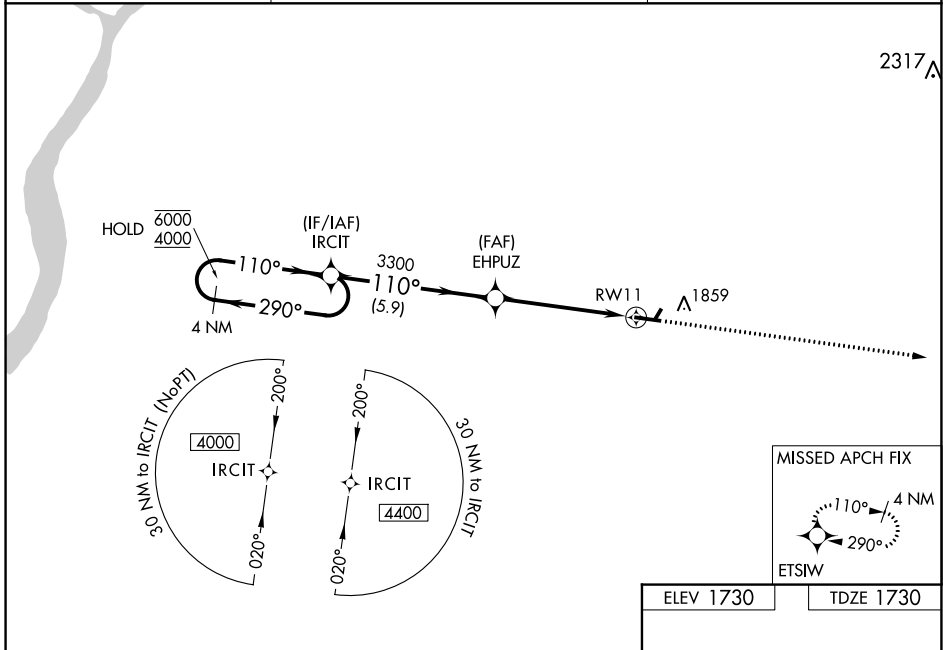 2317
HOLD 6000
4000
(IF/IAF)
IRCIT
(FAF)
EHPUZ
110°
3300
110°
(5.9)
RW11
1859
290°
4 NM
30 NM to IRCIT (NoPT)
200°
4000
IRCIT
020°
200°
30 NM to IRCIT
IRCIT
4400
020°
MISSED APCH FIX
110°
4 NM
290°
ETSIW
ELEV 1730
TDZE 1730